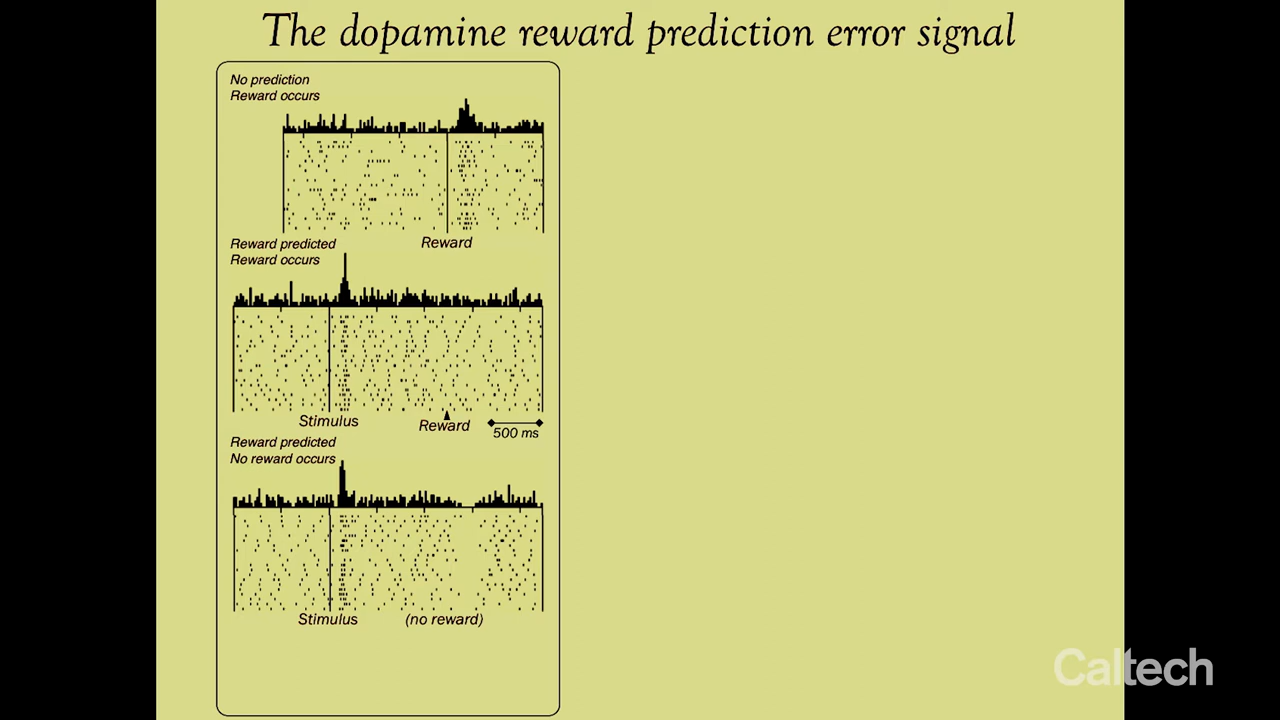 The dopamine reward prediction error signal
No prediction
Reward occurs
Reward
Reward predicted
Reward occurs
Stimulus
Reward
500 ms
Reward predicted
No reward occurs
Stimulus
(no reward)
Caltech